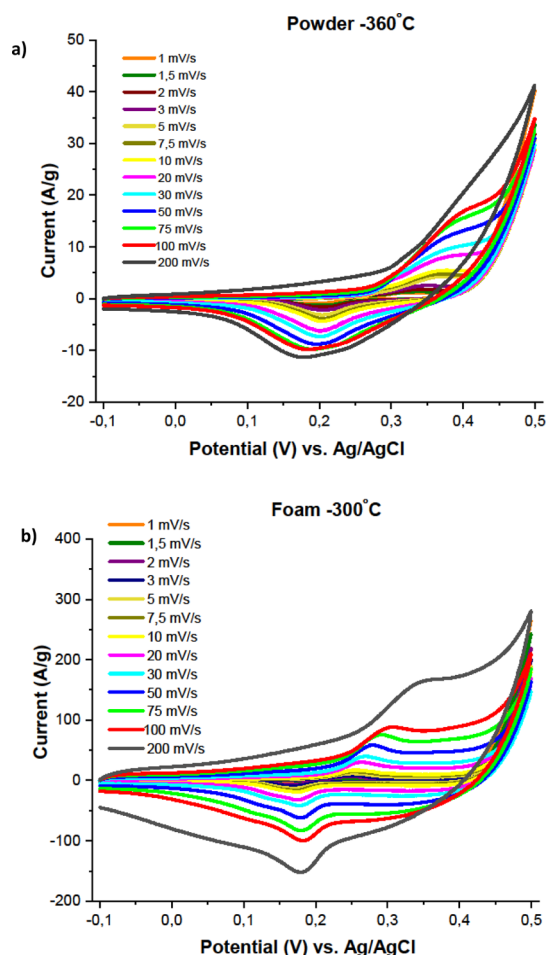 a)
Powder -360°C
Current (A/g)
50
40
30
20
10
0
-10
-20
1 mV/s
1,5 mV/s
2 mV/s
3 mV/s
5 mV/s
7,5 mV/s
10 mV/s
20 mV/s
30 mV/s
50 mV/s
75 mV/s
100 mV/s
200 mV/s
-0,1 0,0 0,1 0,2 0,3 0,4 0,5
Potential (V) vs. Ag/AgCl
b)
Foam -300°C
Current (A/g)
400
300
200
100
0
-100
-200
1 mV/s
1,5 mV/s
2 mV/s
3 mV/s
5 mV/s
7,5 mV/s
10 mV/s
20 mV/s
30 mV/s
50 mV/s
75 mV/s
100 mV/s
200 mV/s
-0,1 0,0 0,1 0,2 0,3 0,4 0,5
Potential (V) vs. Ag/AgCl